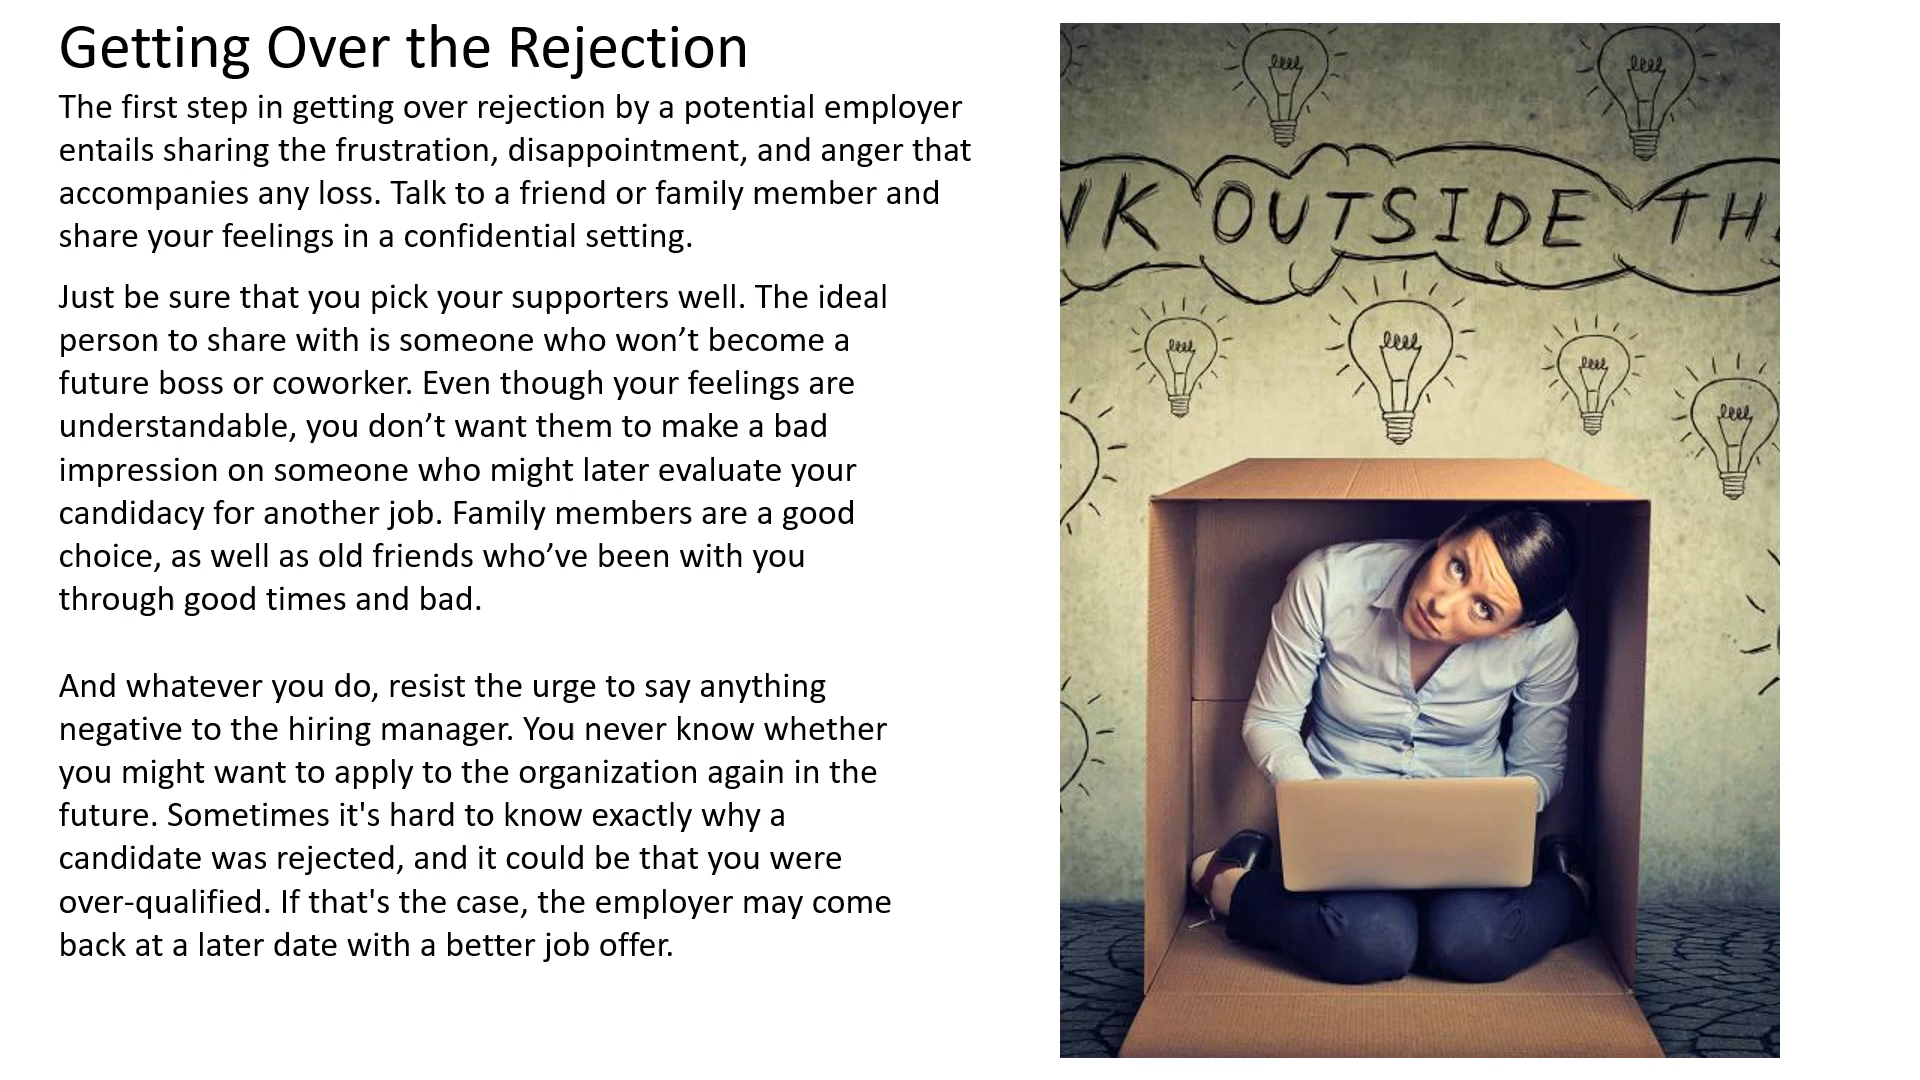 Getting Over the Rejection
The first step in getting over rejection by a potential employer
entails sharing the frustration, disappointment, and anger that
accompanies any loss. Talk to a friend or family member and
share your feelings in a confidential setting.
Just be sure that you pick your supporters well. The ideal
person to share with is someone who won’t become a
future boss or coworker. Even though your feelings are
understandable, you don’t want them to make a bad
impression on someone who might later evaluate your
candidacy for another job. Family members are a good
choice, as well as old friends who’ve been with you
through good times and bad.
And whatever you do, resist the urge to say anything
negative to the hiring manager. You never know whether
you might want to apply to the organization again in the
future. Sometimes it's hard to know exactly why a
candidate was rejected, and it could be that you were
over-qualified. If that's the case, the employer may come
back at a later date with a better job offer.
NK OUTSIDE TH